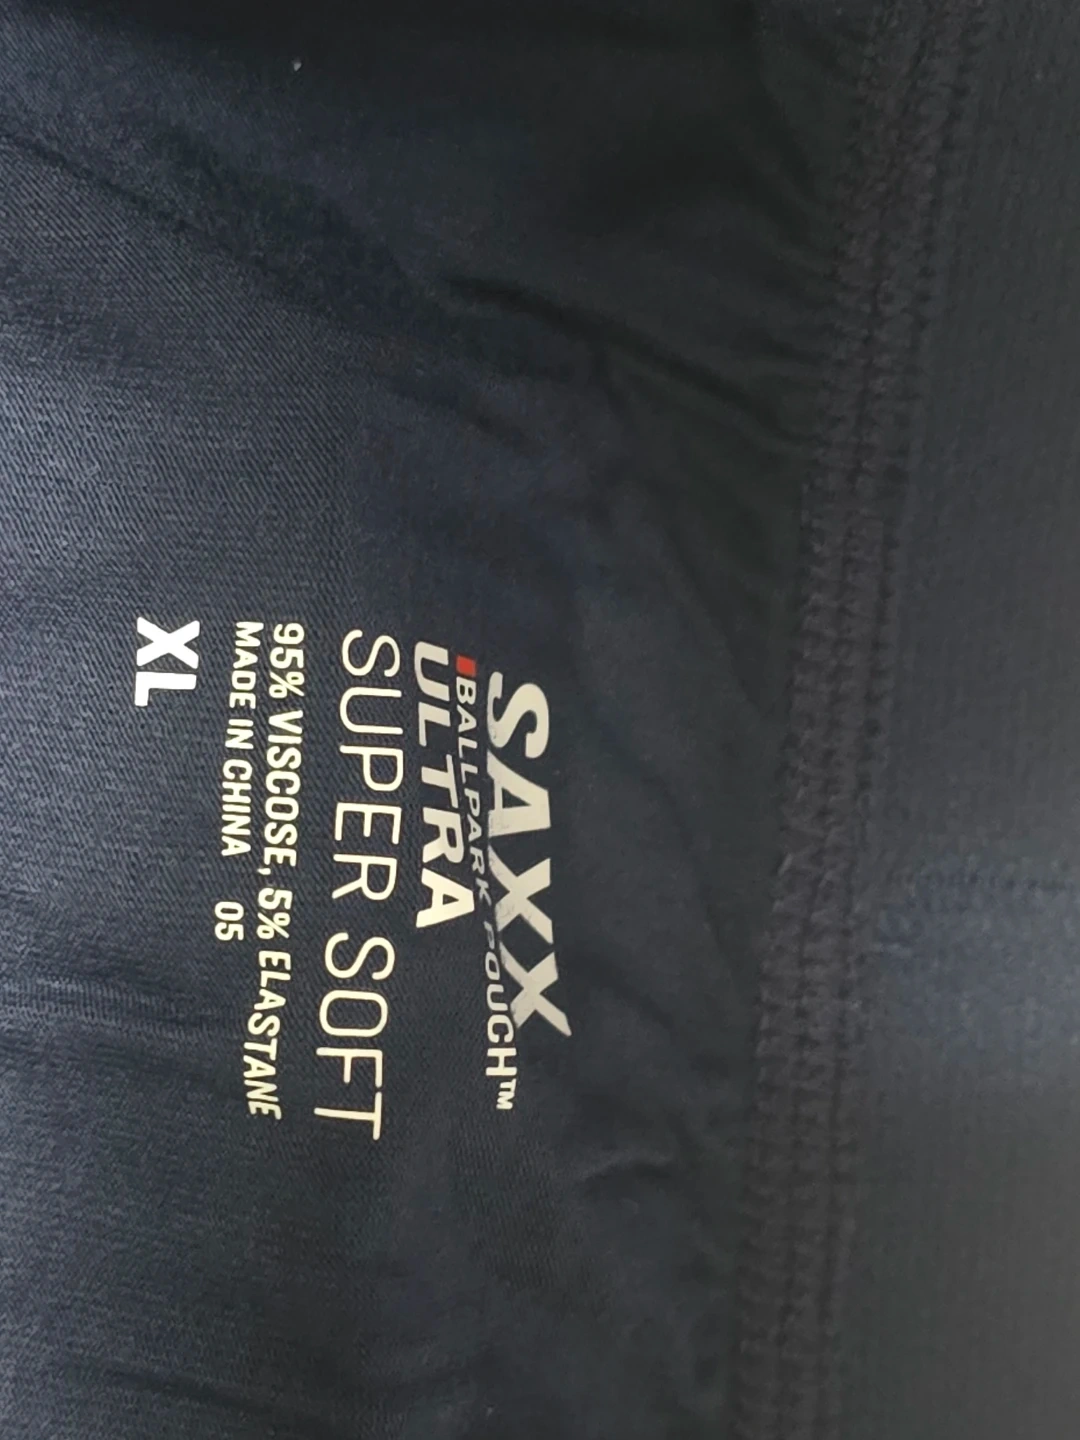 SAXX
BALLPARK POUCH™
ULTRA
SUPER SOFT
95% VISCOSE, 5% ELASTANE
MADE IN CHINA 05
XL